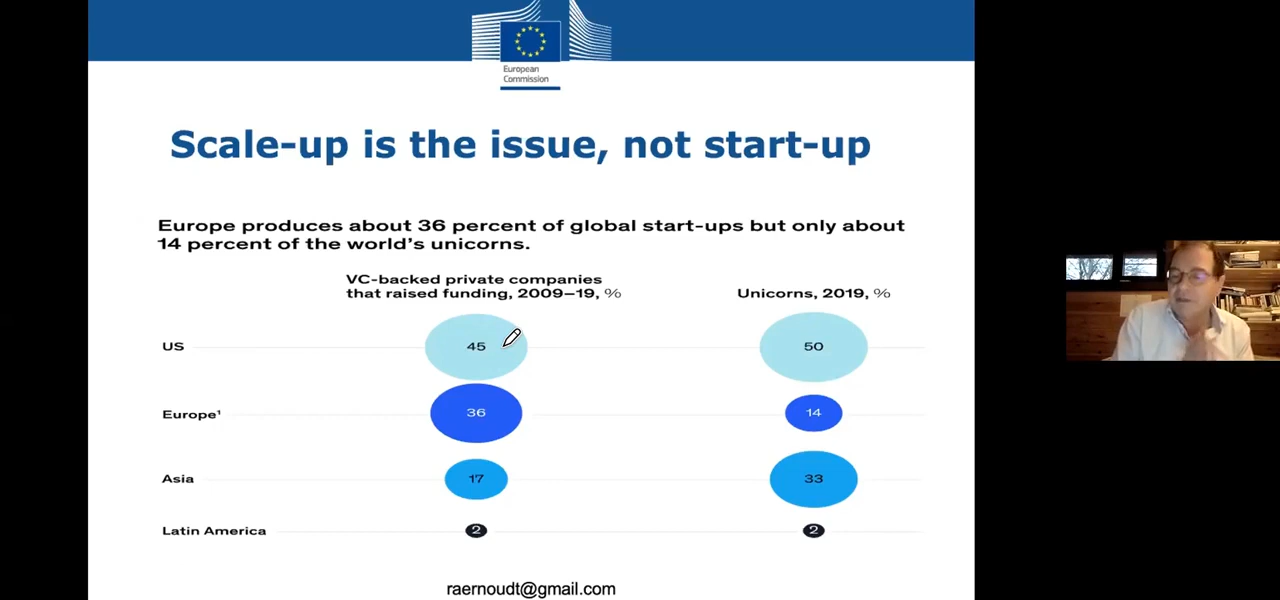 European
Commission
Scale-up is the issue, not start-up
Europe produces about 36 percent of global start-ups but only about
14 percent of the world's unicorns.
VC-backed private companies
that raised funding, 2009–19, %
Unicorns, 2019, %
US 45 50
Europe¹ 36 14
Asia 17 33
Latin America 2 2
raernoudt@gmail.com